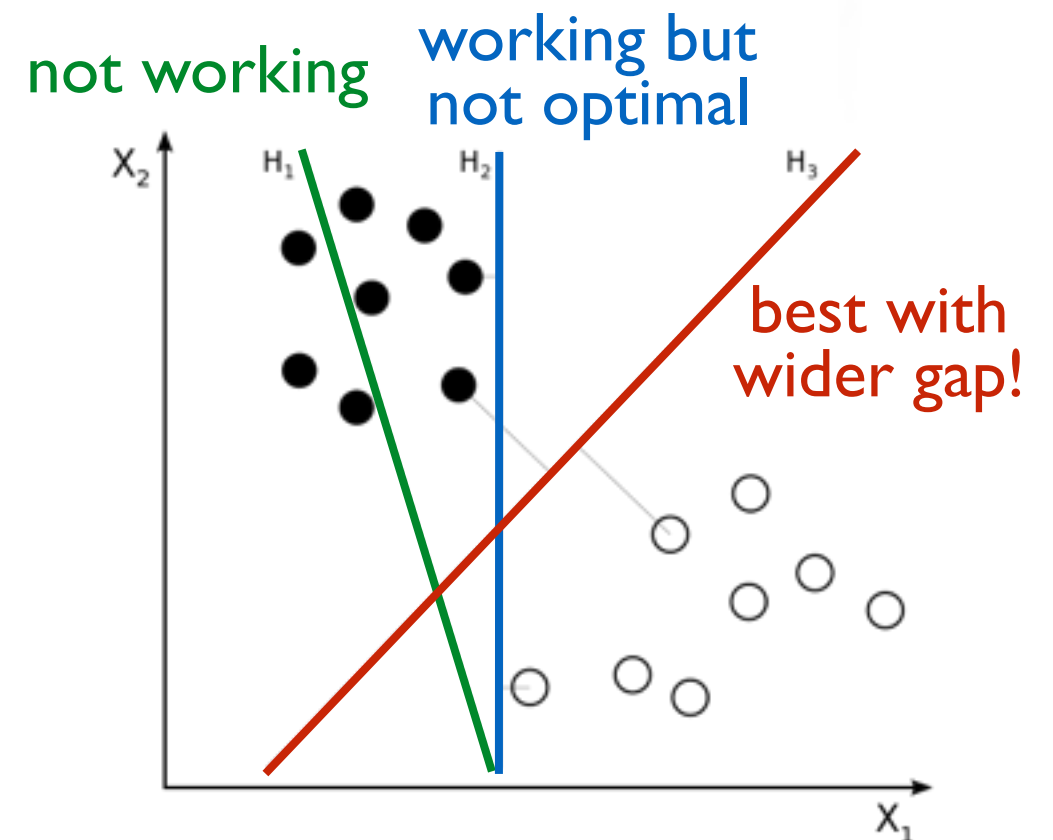 not working
working but
not optimal
X₂
H₁
H₂
H₃
best with
wider gap!
X₁